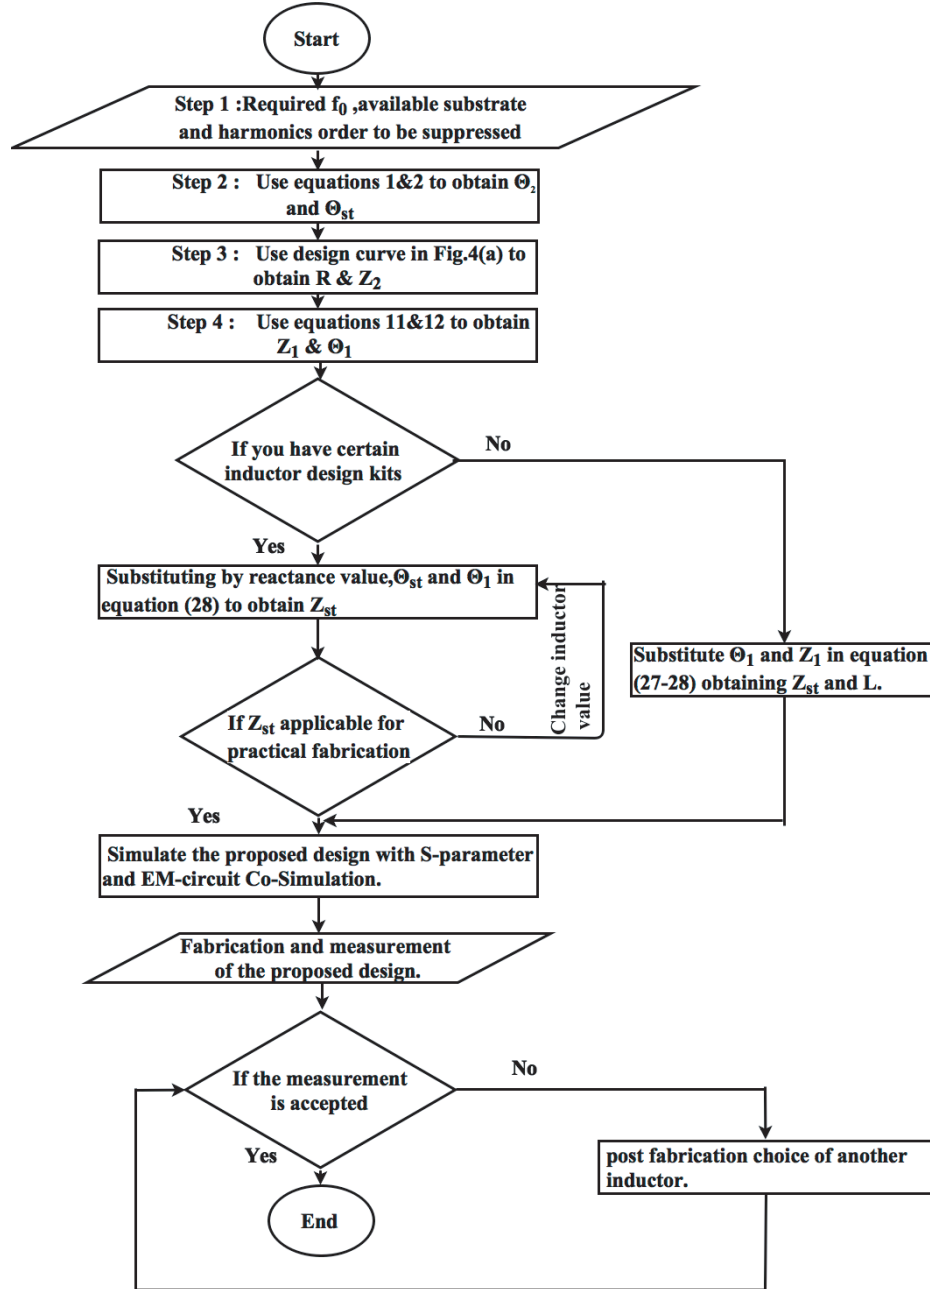 Start
Step 1 :Required f₀ ,available substrate
and harmonics order to be suppressed
Step 2 : Use equations 1&2 to obtain Θ₂
and Θst
Step 3 : Use design curve in Fig.4(a) to
obtain R & Z₂
Step 4 : Use equations 11&12 to obtain
Z₁ & Θ₁
If you have certain
inductor design kits
No
Yes
Substituting by reactance value,Θst and Θ₁ in
equation (28) to obtain Zst
Change inductor
value
Substitute Θ₁ and Z₁ in equation
(27-28) obtaining Zst and L.
If Zst applicable for
practical fabrication
No
Yes
Simulate the proposed design with S-parameter
and EM-circuit Co-Simulation.
Fabrication and measurement
of the proposed design.
If the measurement
is accepted
No
Yes
post fabrication choice of another
inductor.
End